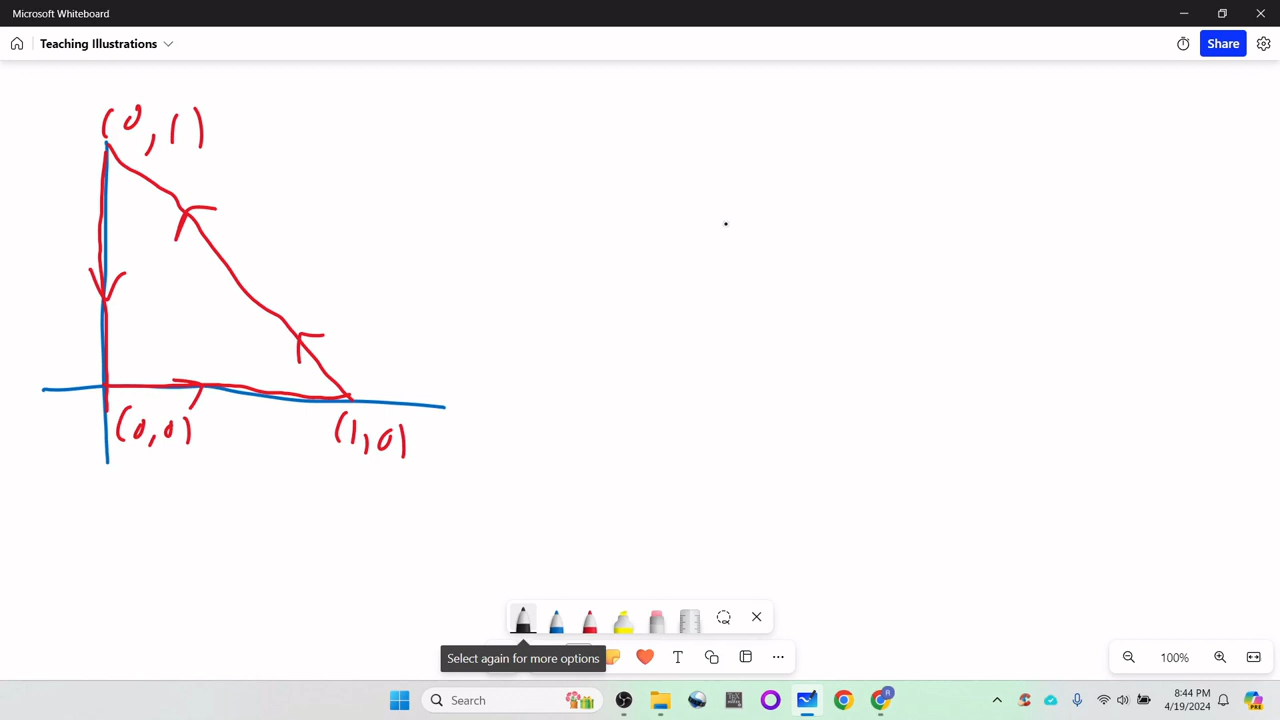 Microsoft Whiteboard
Teaching Illustrations
Share
(0,1)
(0,0)
(1,0)
Select again for more options
100%
Search
8:44 PM
4/19/2024